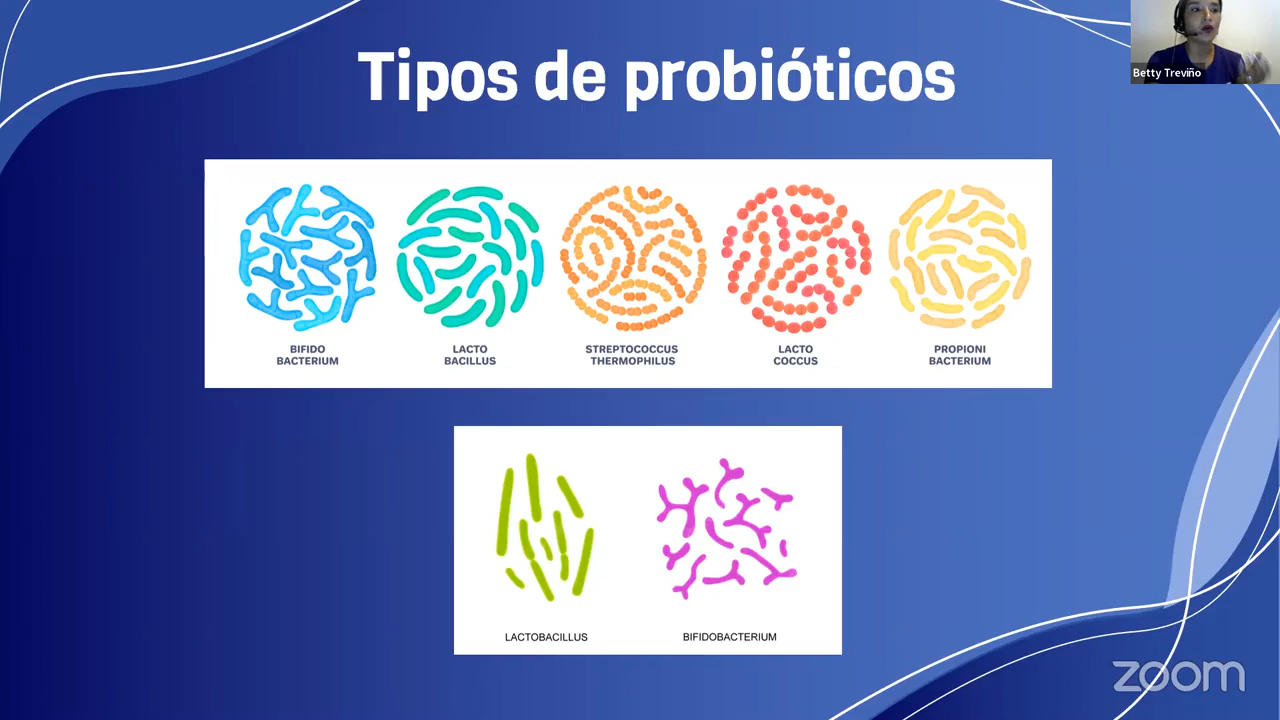 Tipos de probióticos
Betty Treviño
BIFIDO
BACTERIUM
LACTO
BACILLUS
STREPTOCOCCUS
THERMOPHILUS
LACTO
COCCUS
PROPIONI
BACTERIUM
LACTOBACILLUS
BIFIDOBACTERIUM
zoom